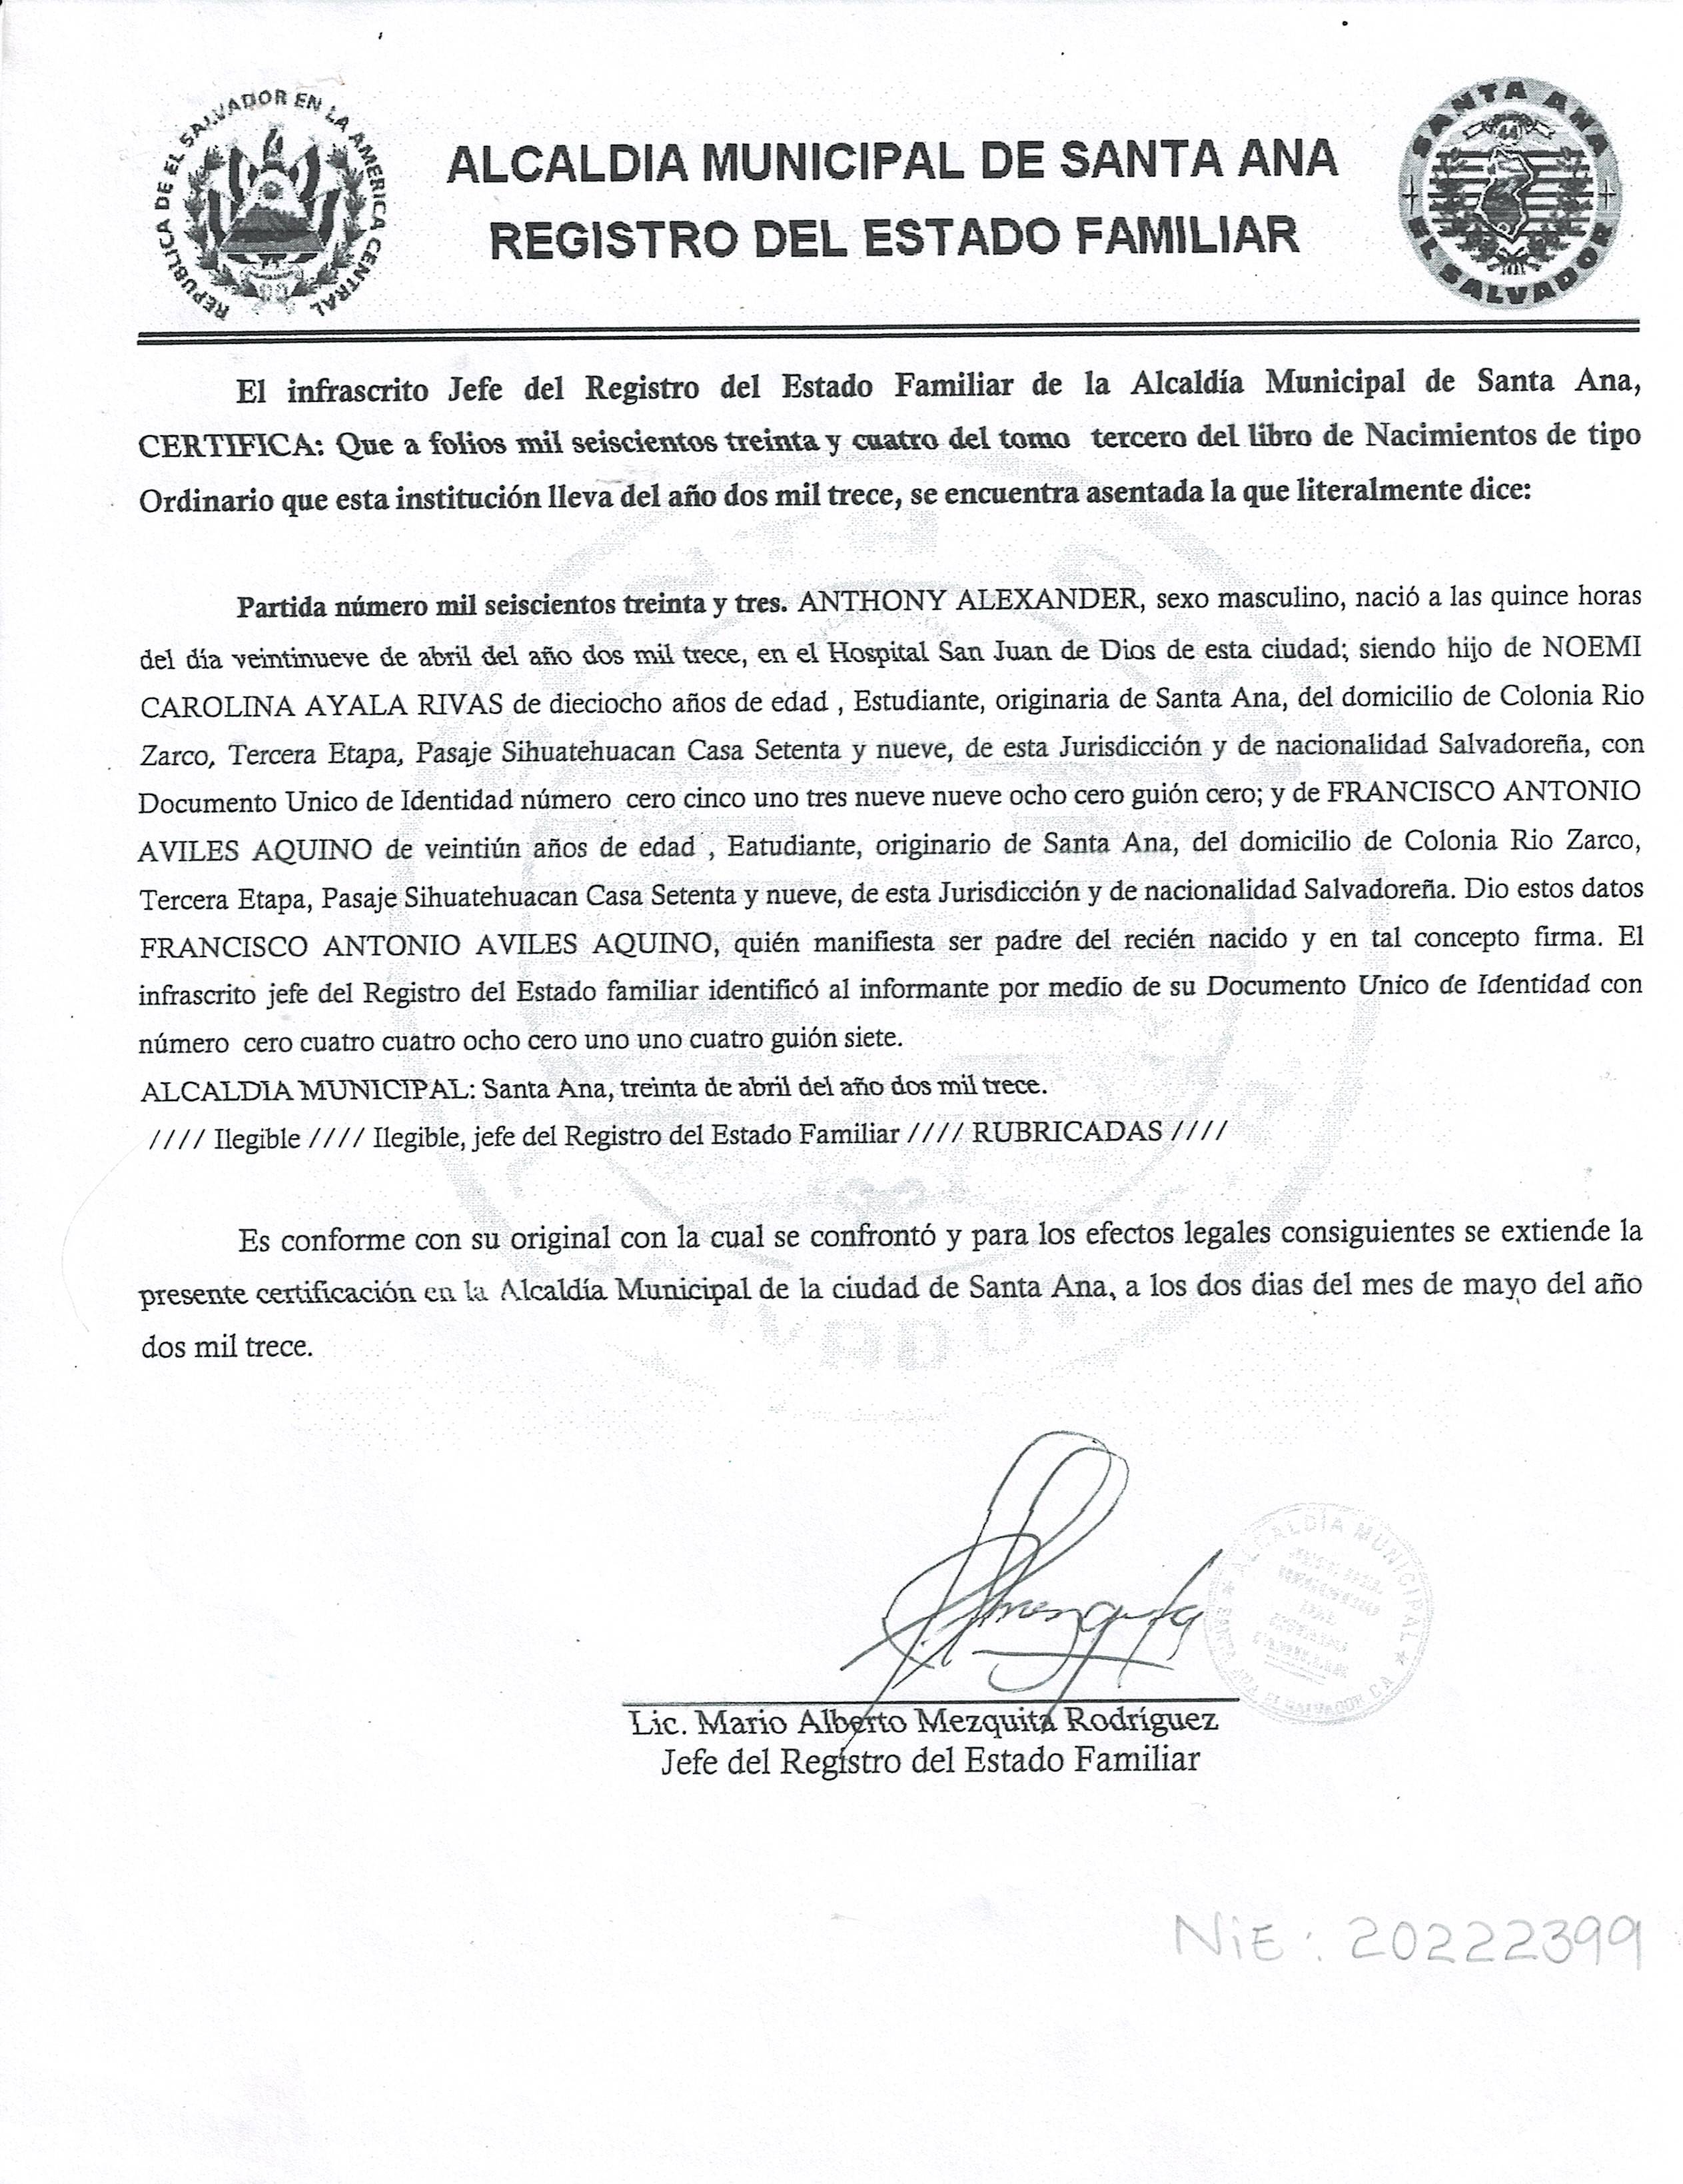 REPUBLICA DE EL SALVADOR EN LA AMERICA CENTRAL
ALCALDIA MUNICIPAL DE SANTA ANA
REGISTRO DEL ESTADO FAMILIAR
SANTA ANA
EL SALVADOR
El infrascrito Jefe del Registro del Estado Familiar de la Alcaldía Municipal de Santa Ana,
CERTIFICA: Que a folios mil seiscientos treinta y cuatro del tomo tercero del libro de Nacimientos de tipo
Ordinario que esta institución lleva del año dos mil trece, se encuentra asentada la que literalmente dice:
Partida número mil seiscientos treinta y tres. ANTHONY ALEXANDER, sexo masculino, nació a las quince horas
del día veintinueve de abril del año dos mil trece, en el Hospital San Juan de Dios de esta ciudad; siendo hijo de NOEMI
CAROLINA AYALA RIVAS de dieciocho años de edad , Estudiante, originaria de Santa Ana, del domicilio de Colonia Rio
Zarco, Tercera Etapa, Pasaje Sihuatehuacan Casa Setenta y nueve, de esta Jurisdicción y de nacionalidad Salvadoreña, con
Documento Unico de Identidad número cero cinco uno tres nueve nueve ocho cero guión cero; y de FRANCISCO ANTONIO
AVILES AQUINO de veintiún años de edad , Eatudiante, originario de Santa Ana, del domicilio de Colonia Rio Zarco,
Tercera Etapa, Pasaje Sihuatehuacan Casa Setenta y nueve, de esta Jurisdicción y de nacionalidad Salvadoreña. Dio estos datos
FRANCISCO ANTONIO AVILES AQUINO, quién manifiesta ser padre del recién nacido y en tal concepto firma. El
infrascrito jefe del Registro del Estado familiar identificó al informante por medio de su Documento Unico de Identidad con
número cero cuatro cuatro ocho cero uno uno cuatro guión siete.
ALCALDIA MUNICIPAL: Santa Ana, treinta de abril del año dos mil trece.
//// Ilegible //// Ilegible, jefe del Registro del Estado Familiar //// RUBRICADAS ////
Es conforme con su original con la cual se confrontó y para los efectos legales consiguientes se extiende la
presente certificación en la Alcaldía Municipal de la ciudad de Santa Ana, a los dos dias del mes de mayo del año
dos mil trece.
ALCALDÍA MUNICIPAL
SANTA ANA EL SALVADOR CA
Lic. Mario Alberto Mezquita Rodríguez
Jefe del Registro del Estado Familiar
NiE: 20222399